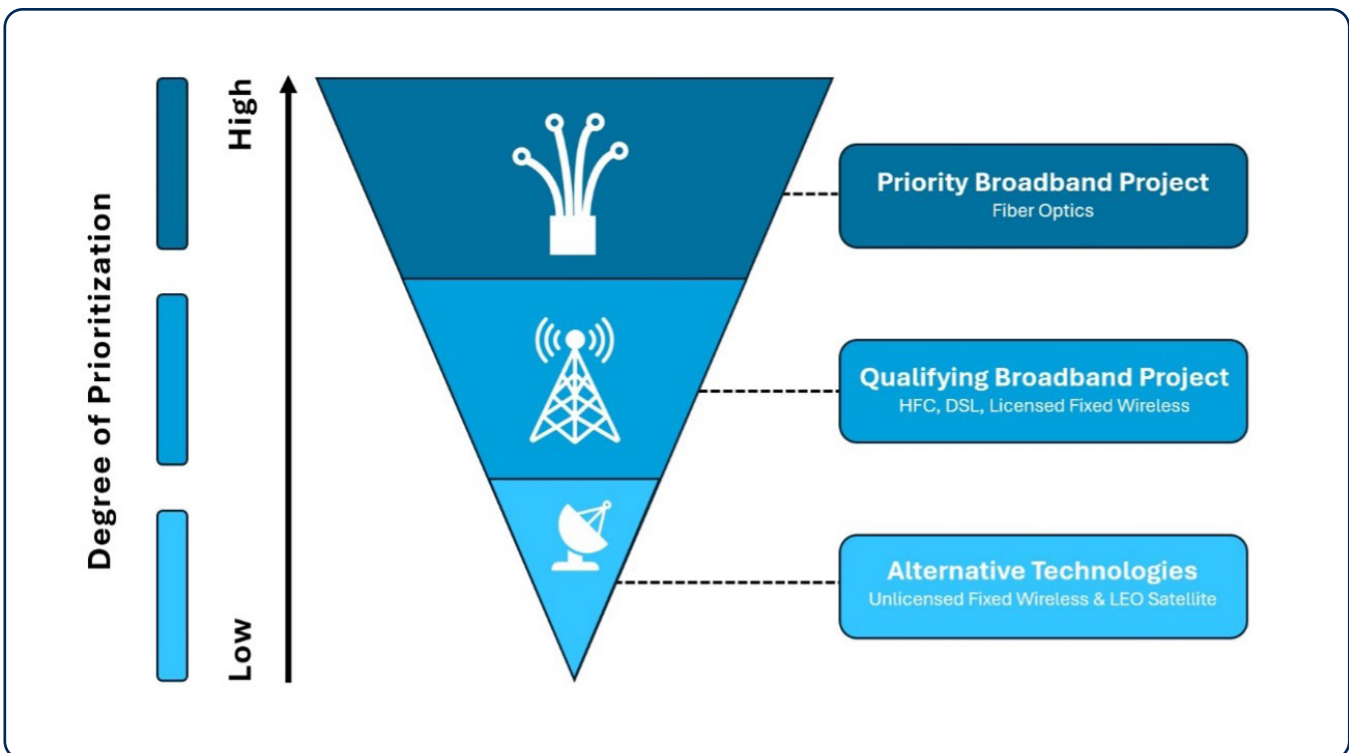 Degree of Prioritization
High
Low
Priority Broadband Project
Fiber Optics
Qualifying Broadband Project
HFC, DSL, Licensed Fixed Wireless
Alternative Technologies
Unlicensed Fixed Wireless & LEO Satellite